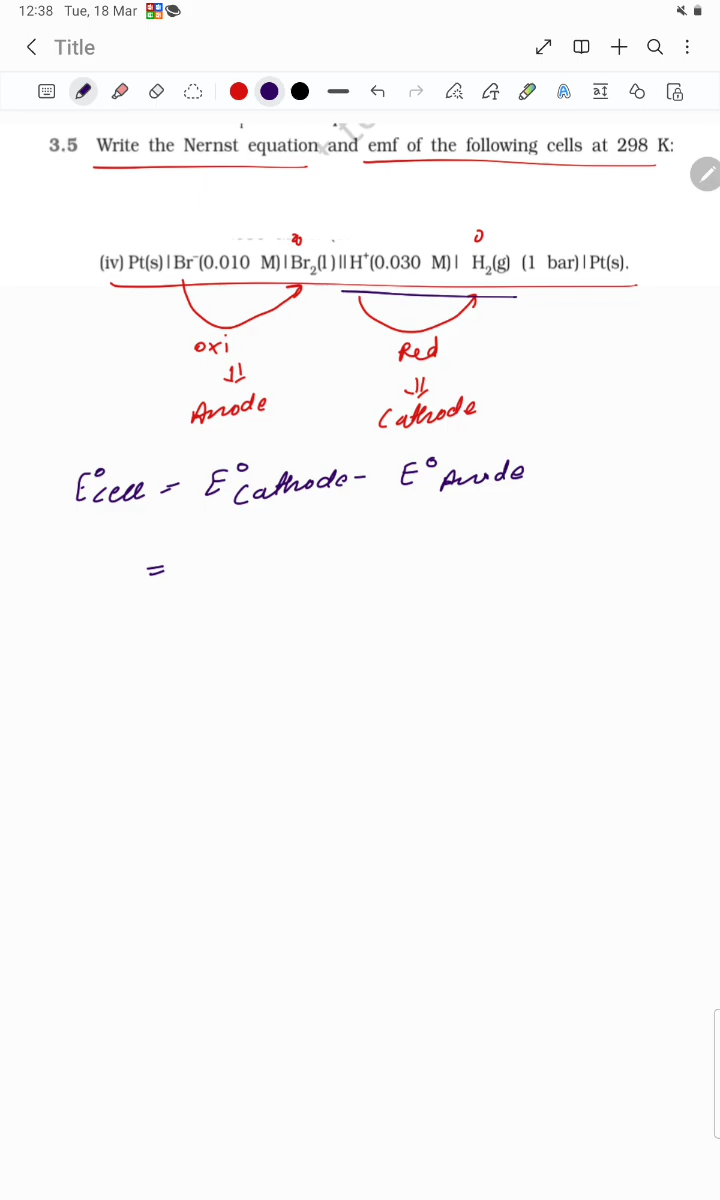 12:38 Tue, 18 Mar
Title
3.5 Write the Nernst equation and emf of the following cells at 298 K:
0 0
(iv) Pt(s)|Br⁻(0.010 M)|Br₂(l)||H⁺(0.030 M)| H₂(g) (1 bar)|Pt(s).
oxi Red
⇓ ⇓
Anode Cathode
E°cell = E°Cathode - E°Anode
=